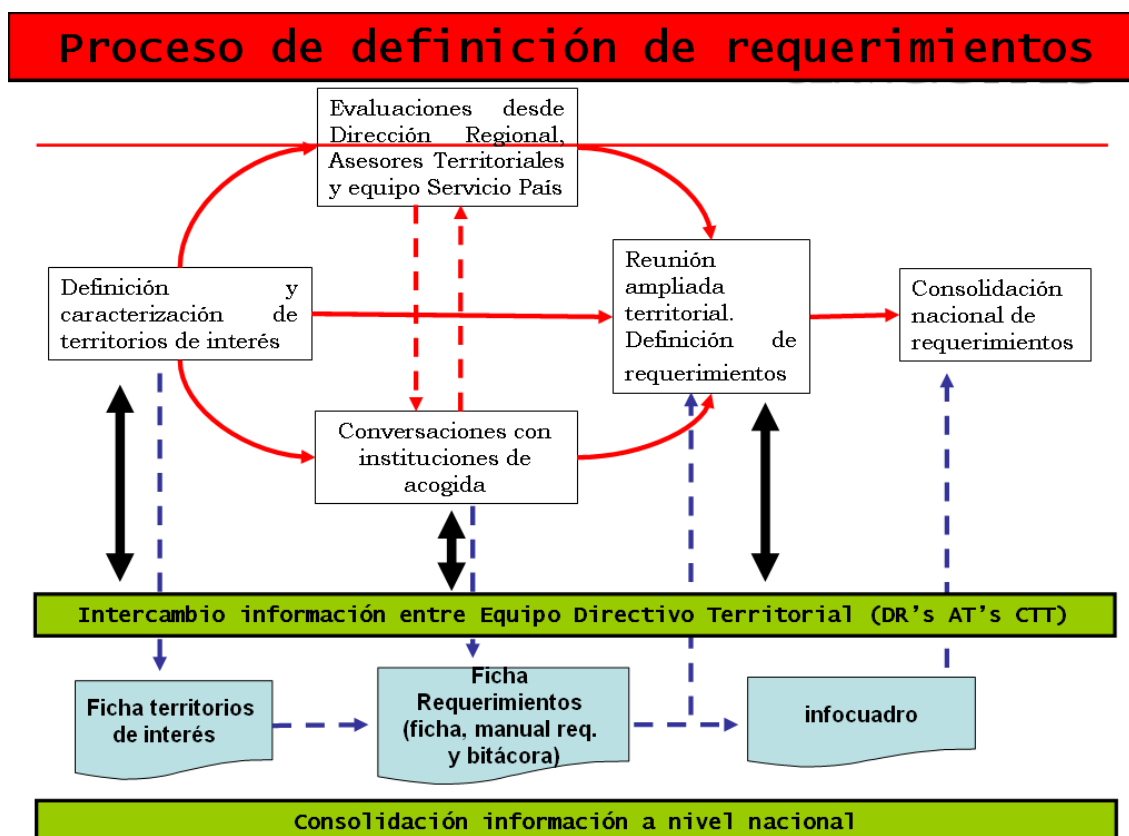 Proceso de definición de requerimientos
Evaluaciones desde
Dirección Regional,
Asesores Territoriales
y equipo Servicio País
Definición y
caracterización de
territorios de interés
Reunión
ampliada
territorial.
Definición de
requerimientos
Consolidación
nacional de
requerimientos
Conversaciones con
instituciones de
acogida
Intercambio información entre Equipo Directivo Territorial (DR's AT's CTT)
Ficha territorios
de interés
Ficha
Requerimientos
(ficha, manual req.
y bitácora)
infocuadro
Consolidación información a nivel nacional